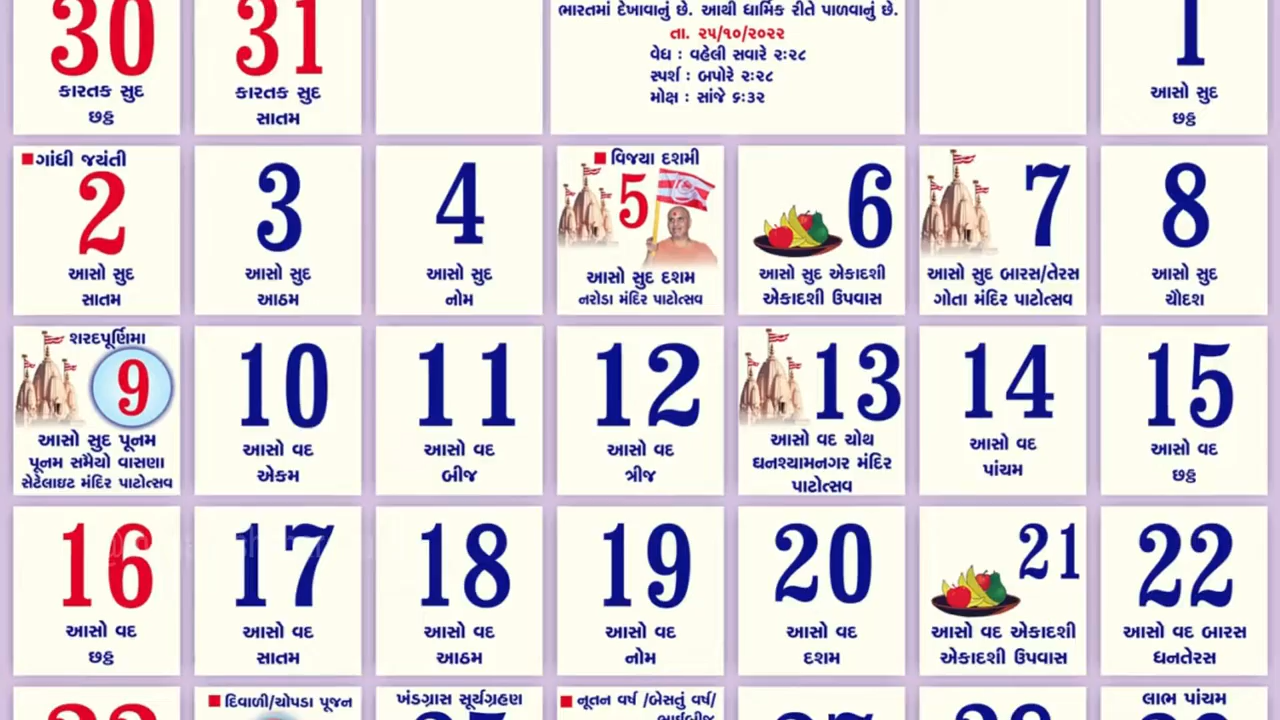 30
કારતક સુદ
છઠ્ઠ
31
કારતક સુદ
સાતમ
ભારતમાં દેખાવાનું છે. આથી ધાર્મિક રીતે પાળવાનું છે.
તા. ૨૫/૧૦/૨૦૨૨
વેધ : વહેલી સવારે ૨:૨૮
સ્પર્શ : બપોરે ૨:૨૮
મોક્ષ : સાંજે ૬:૩૨
1
આસો સુદ
છઠ્ઠ
ગાંધી જયંતી
2
આસો સુદ
સાતમ
3
આસો સુદ
આઠમ
4
આસો સુદ
નોમ
વિજયા દશમી
5
આસો સુદ દશમ
નરોડા મંદિર પાટોત્સવ
6
આસો સુદ એકાદશી
એકાદશી ઉપવાસ
7
આસો સુદ બારસ/તેરસ
ગોતા મંદિર પાટોત્સવ
8
આસો સુદ
ચૌદશ
શરદપૂર્ણિમા
9
આસો સુદ પૂનમ
પૂનમ સમૈયો વાસણા
સેટેલાઇટ મંદિર પાટોત્સવ
10
આસો વદ
એકમ
11
આસો વદ
બીજ
12
આસો વદ
ત્રીજ
13
આસો વદ ચોથ
ઘનશ્યામનગર મંદિર
પાટોત્સવ
14
આસો વદ
પાંચમ
15
આસો વદ
છઠ્ઠ
16
આસો વદ
છઠ્ઠ
17
આસો વદ
સાતમ
18
આસો વદ
આઠમ
19
આસો વદ
નોમ
20
આસો વદ
દશમ
21
આસો વદ એકાદશી
એકાદશી ઉપવાસ
22
આસો વદ બારસ
ધનતેરસ
23
દિવાળી/ચોપડા પૂજન
ખંડગ્રાસ સૂર્યગ્રહણ
25
નૂતન વર્ષ /બેસતું વર્ષ/
ભાઈબીજ
27
28
લાભ પાંચમ